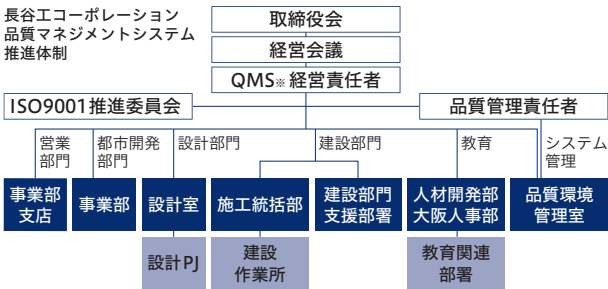 長谷工コーポレーション
品質マネジメントシステム
推進体制
取締役会
経営会議
QMS※経営責任者
ISO9001推進委員会
品質管理責任者
営業
部門
都市開発
部門
設計部門
建設部門
教育
システム
管理
事業部
支店
事業部
設計室
施工統括部
建設部門
支援部署
人材開発部
大阪人事部
品質環境
管理室
設計PJ
建設
作業所
教育関連
部署